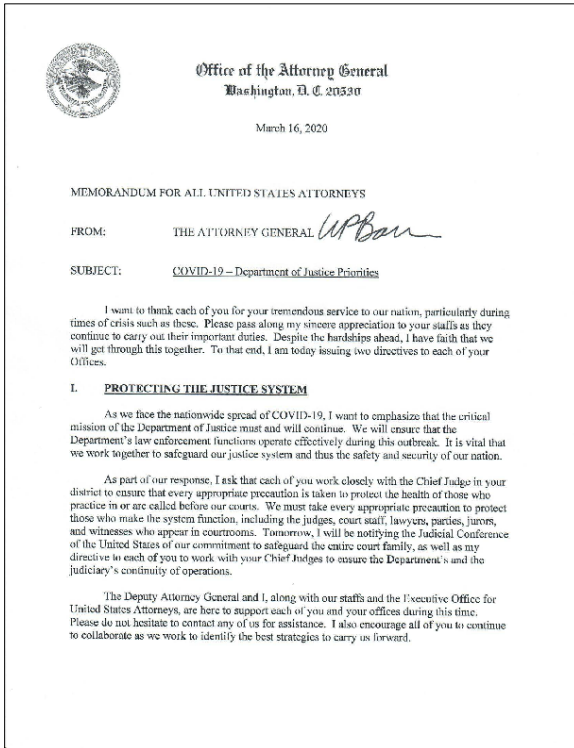 Office of the Attorney General
Washington, D. C. 20530
March 16, 2020
MEMORANDUM FOR ALL UNITED STATES ATTORNEYS
FROM: THE ATTORNEY GENERAL WPBarr
SUBJECT: COVID-19 – Department of Justice Priorities
I want to thank each of you for your tremendous service to our nation, particularly during
times of crisis such as these. Please pass along my sincere appreciation to your staffs as they
continue to carry out their important duties. Despite the hardships ahead, I have faith that we
will get through this together. To that end, I am today issuing two directives to each of your
Offices.
I. PROTECTING THE JUSTICE SYSTEM
As we face the nationwide spread of COVID-19, I want to emphasize that the critical
mission of the Department of Justice must and will continue. We will ensure that the
Department's law enforcement functions operate effectively during this outbreak. It is vital that
we work together to safeguard our justice system and thus the safety and security of our nation.
As part of our response, I ask that each of you work closely with the Chief Judge in your
district to ensure that every appropriate precaution is taken to protect the health of those who
practice in or are called before our courts. We must take every appropriate precaution to protect
those who make the system function, including the judges, court staff, lawyers, parties, jurors,
and witnesses who appear in courtrooms. Tomorrow, I will be notifying the Judicial Conference
of the United States of our commitment to safeguard the entire court family, as well as my
directive to each of you to work with your Chief Judges to ensure the Department's and the
judiciary's continuity of operations.
The Deputy Attorney General and I, along with our staffs and the Executive Office for
United States Attorneys, are here to support each of you and your offices during this time.
Please do not hesitate to contact any of us for assistance. I also encourage all of you to continue
to collaborate as we work to identify the best strategies to carry us forward.